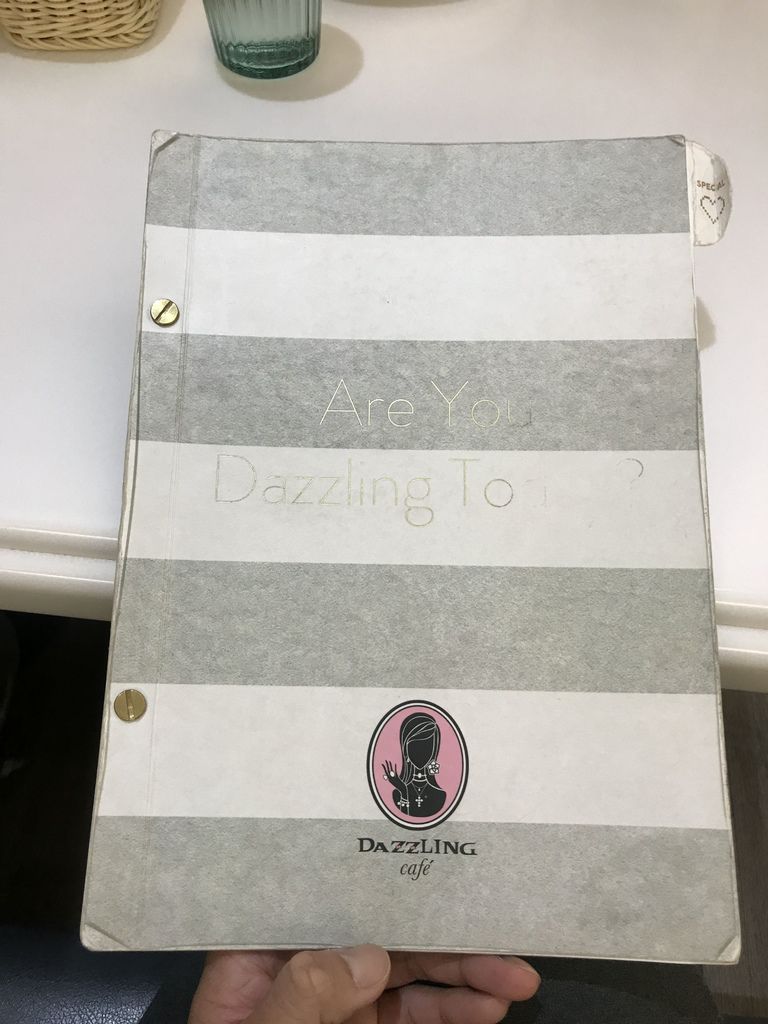 SPECIAL
Are You
Dazzling
DAZZLING
café